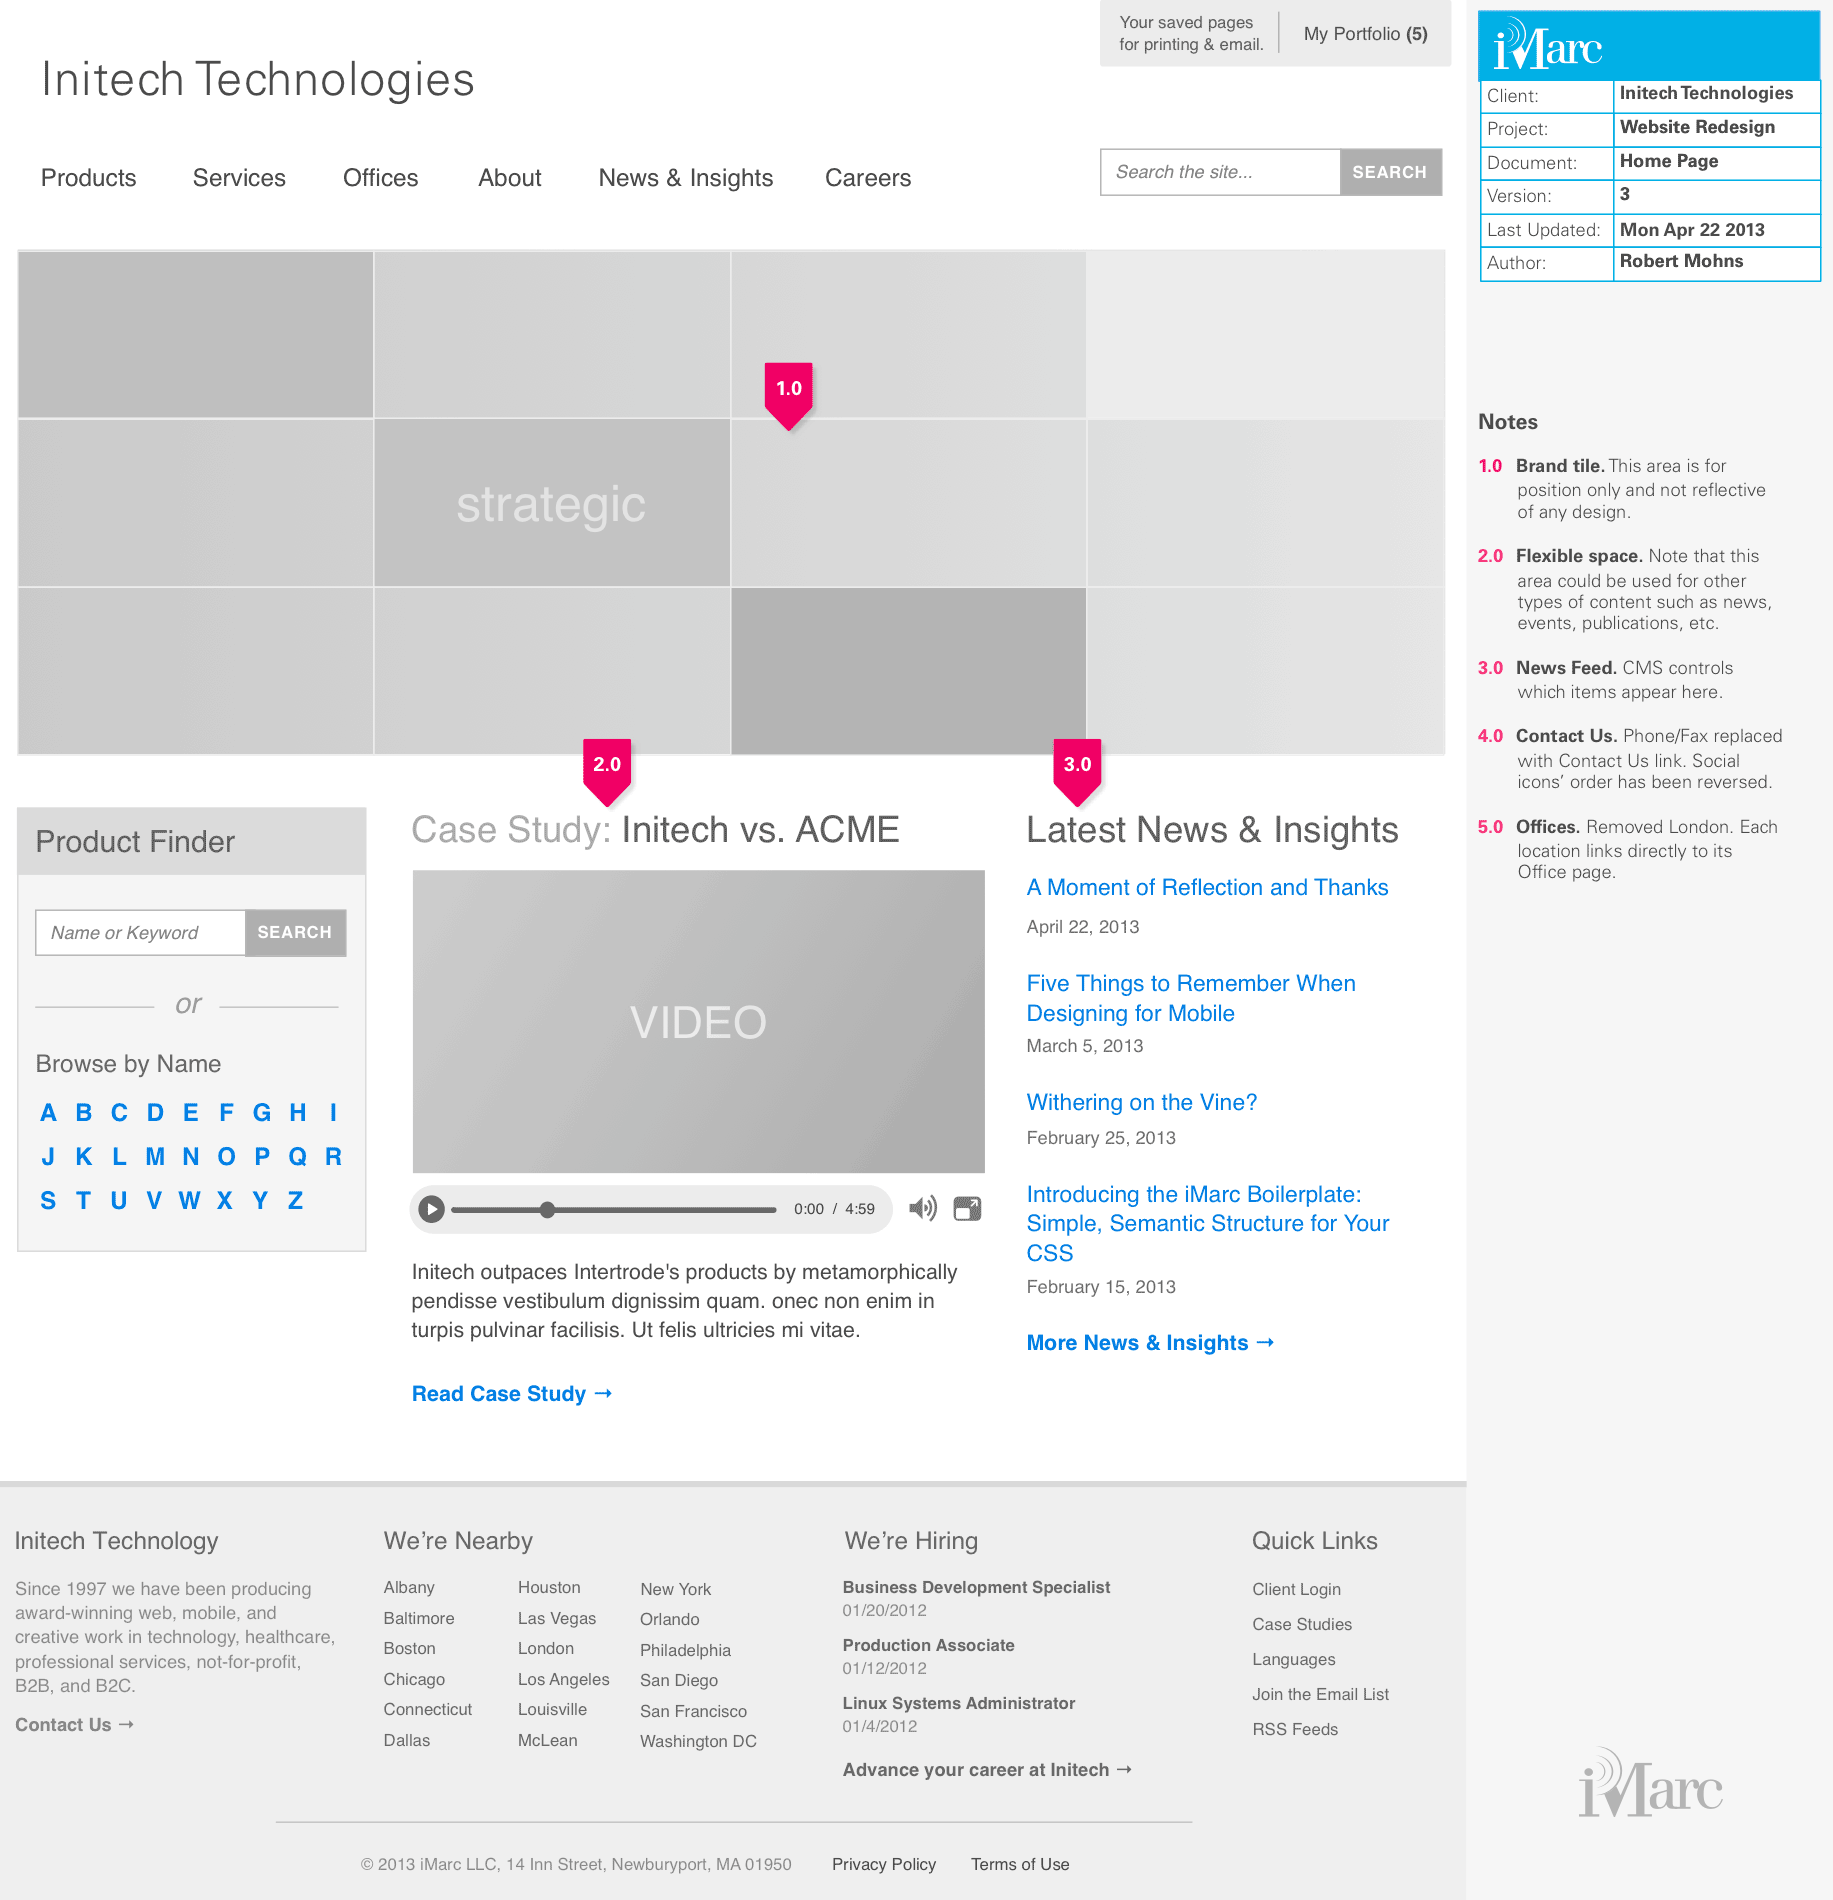 Your saved pages
for printing & email.
My Portfolio (5)
Initech Technologies
Products
Services
Offices
About
News & Insights
Careers
Search the site...
SEARCH
1.0
strategic
2.0
3.0
Product Finder
Name or Keyword
SEARCH
or
Browse by Name
A B C D E F G H I
J K L M N O P Q R
S T U V W X Y Z
Case Study: Initech vs. ACME
VIDEO
0:00 / 4:59
Initech outpaces Intertrode's products by metamorphically
pendisse vestibulum dignissim quam. onec non enim in
turpis pulvinar facilisis. Ut felis ultricies mi vitae.
Read Case Study →
Latest News & Insights
A Moment of Reflection and Thanks
April 22, 2013
Five Things to Remember When
Designing for Mobile
March 5, 2013
Withering on the Vine?
February 25, 2013
Introducing the iMarc Boilerplate:
Simple, Semantic Structure for Your
CSS
February 15, 2013
More News & Insights →
Initech Technology
Since 1997 we have been producing
award-winning web, mobile, and
creative work in technology, healthcare,
professional services, not-for-profit,
B2B, and B2C.
Contact Us →
We're Nearby
Albany
Baltimore
Boston
Chicago
Connecticut
Dallas
Houston
Las Vegas
London
Los Angeles
Louisville
McLean
New York
Orlando
Philadelphia
San Diego
San Francisco
Washington DC
We're Hiring
Business Development Specialist
01/20/2012
Production Associate
01/12/2012
Linux Systems Administrator
01/4/2012
Advance your career at Initech →
Quick Links
Client Login
Case Studies
Languages
Join the Email List
RSS Feeds
© 2013 iMarc LLC, 14 Inn Street, Newburyport, MA 01950
Privacy Policy
Terms of Use
iMarc
Client: Initech Technologies
Project: Website Redesign
Document: Home Page
Version: 3
Last Updated: Mon Apr 22 2013
Author: Robert Mohns
Notes
1.0 Brand tile. This area is for
position only and not reflective
of any design.
2.0 Flexible space. Note that this
area could be used for other
types of content such as news,
events, publications, etc.
3.0 News Feed. CMS controls
which items appear here.
4.0 Contact Us. Phone/Fax replaced
with Contact Us link. Social
icons' order has been reversed.
5.0 Offices. Removed London. Each
location links directly to its
Office page.
iMarc